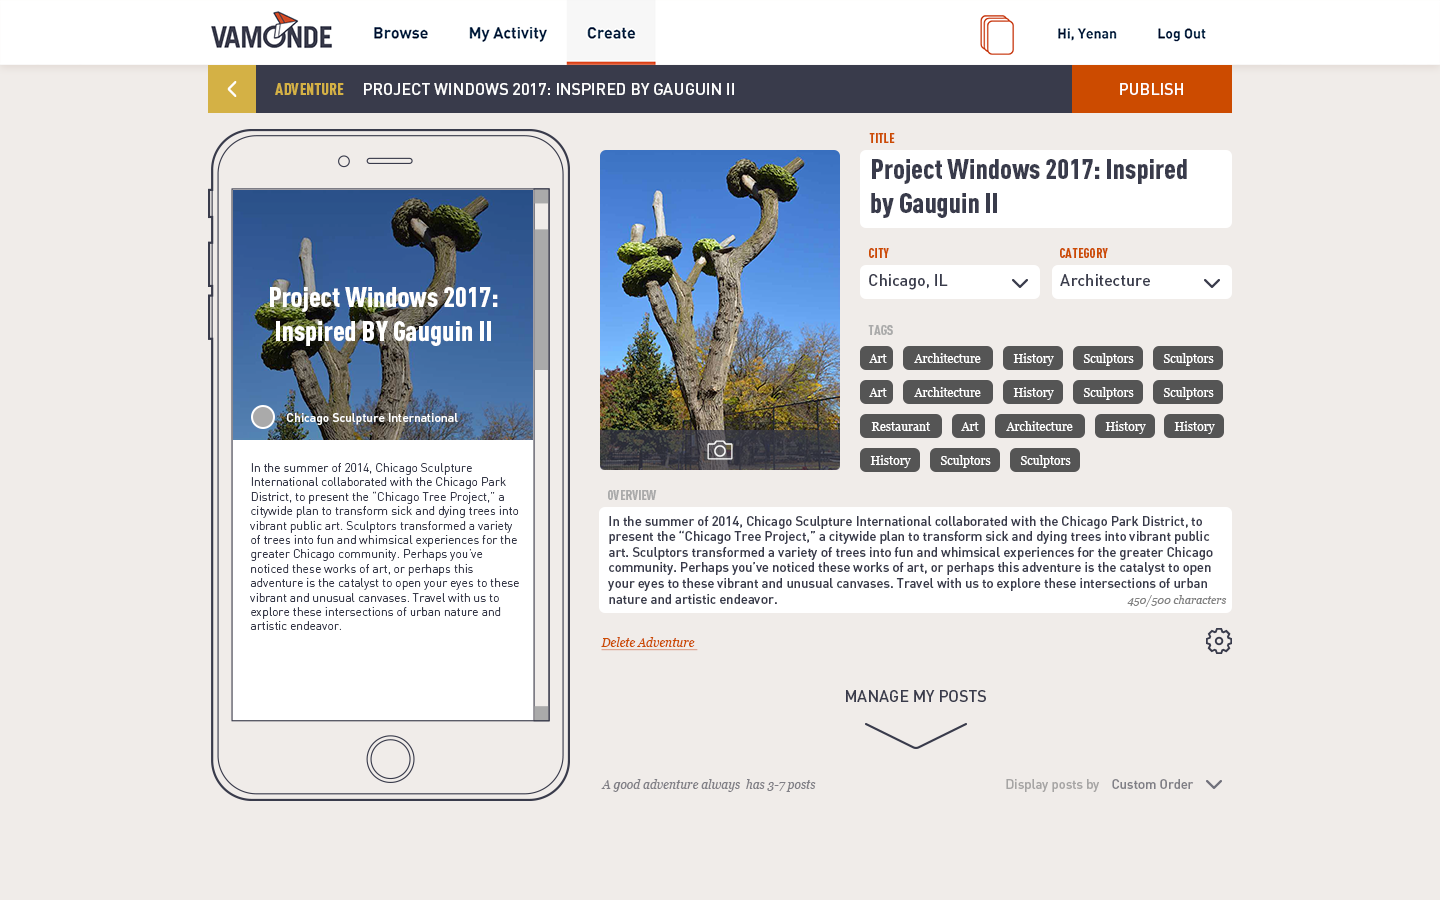 VAMONDE
Browse
My Activity
Create
Hi, Yenan
Log Out
ADVENTURE
PROJECT WINDOWS 2017: INSPIRED BY GAUGUIN II
PUBLISH
Project Windows 2017:
Inspired BY Gauguin II
Chicago Sculpture International
In the summer of 2014, Chicago Sculpture
International collaborated with the Chicago Park
District, to present the “Chicago Tree Project,” a
citywide plan to transform sick and dying trees into
vibrant public art. Sculptors transformed a variety
of trees into fun and whimsical experiences for the
greater Chicago community. Perhaps you’ve
noticed these works of art, or perhaps this
adventure is the catalyst to open your eyes to these
vibrant and unusual canvases. Travel with us to
explore these intersections of urban nature and
artistic endeavor.
TITLE
Project Windows 2017: Inspired
by Gauguin II
CITY
CATEGORY
Chicago, IL
Architecture
TAGS
Art Architecture History Sculptors Sculptors
Art Architecture History Sculptors Sculptors
Restaurant Art Architecture History History
History Sculptors Sculptors
OVERVIEW
In the summer of 2014, Chicago Sculpture International collaborated with the Chicago Park District, to
present the “Chicago Tree Project,” a citywide plan to transform sick and dying trees into vibrant public
art. Sculptors transformed a variety of trees into fun and whimsical experiences for the greater Chicago
community. Perhaps you’ve noticed these works of art, or perhaps this adventure is the catalyst to open
your eyes to these vibrant and unusual canvases. Travel with us to explore these intersections of urban
nature and artistic endeavor.
450/500 characters
Delete Adventure
MANAGE MY POSTS
A good adventure always has 3-7 posts
Display posts by Custom Order